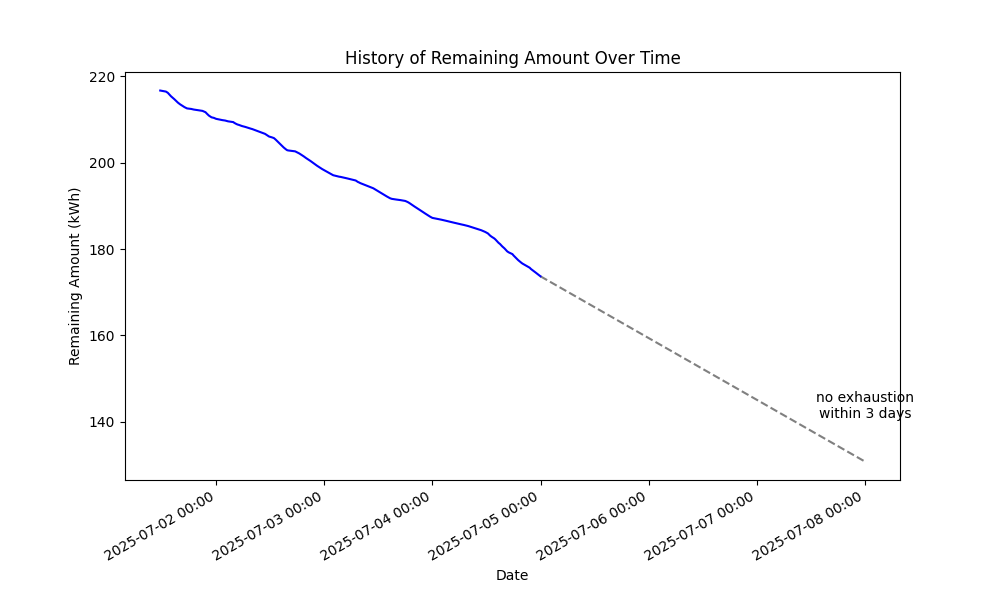 History of Remaining Amount Over Time
220
200
180
160
140
Remaining Amount (kWh)
no exhaustion
within 3 days
2025-07-02 00:00
2025-07-03 00:00
2025-07-04 00:00
2025-07-05 00:00
2025-07-06 00:00
2025-07-07 00:00
2025-07-08 00:00
Date